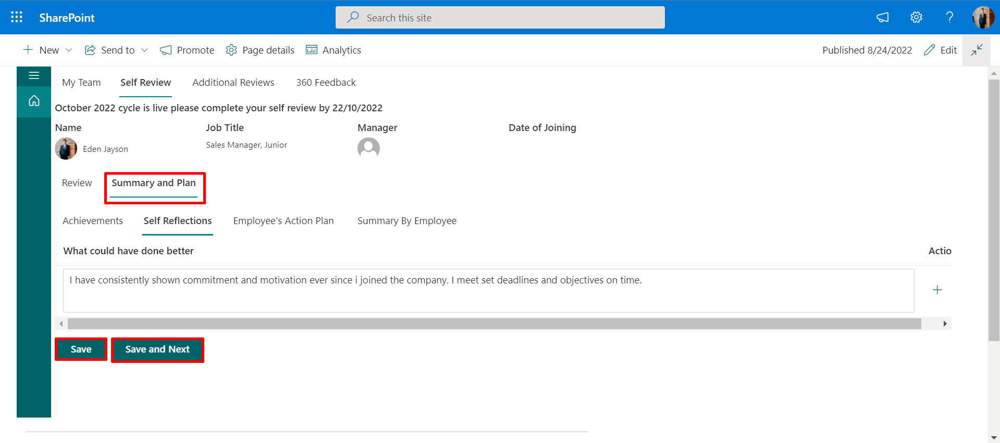 SharePoint
Search this site
New
Send to
Promote
Page details
Analytics
Published 8/24/2022
Edit
My Team
Self Review
Additional Reviews
360 Feedback
October 2022 cycle is live please complete your self review by 22/10/2022
Name
Job Title
Manager
Date of Joining
Eden Jayson
Sales Manager, Junior
Review
Summary and Plan
Achievements
Self Reflections
Employee's Action Plan
Summary By Employee
What could have done better
Actio
I have consistently shown commitment and motivation ever since i joined the company. I meet set deadlines and objectives on time.
Save
Save and Next